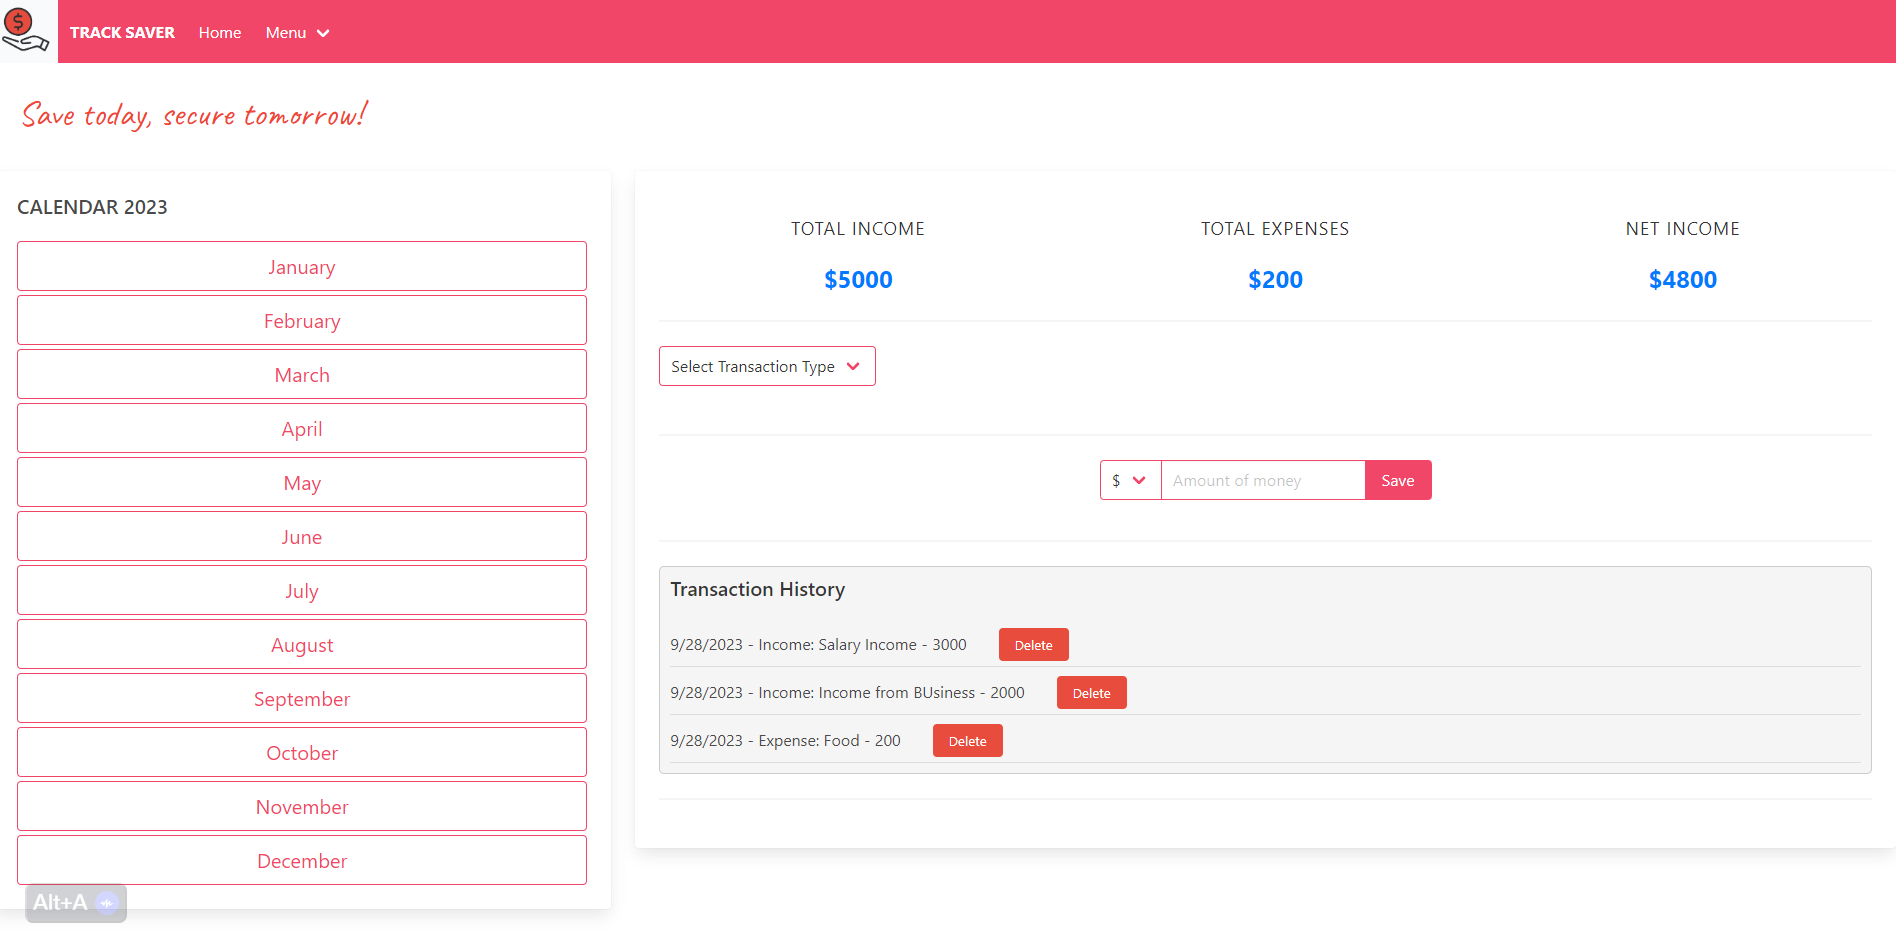 $
TRACK SAVER Home Menu
Save today, secure tomorrow!
CALENDAR 2023
January
February
March
April
May
June
July
August
September
October
November
December
Alt+A
TOTAL INCOME TOTAL EXPENSES NET INCOME
$5000 $200 $4800
Select Transaction Type
$ Amount of money Save
Transaction History
9/28/2023 - Income: Salary Income - 3000 Delete
9/28/2023 - Income: Income from BUsiness - 2000 Delete
9/28/2023 - Expense: Food - 200 Delete